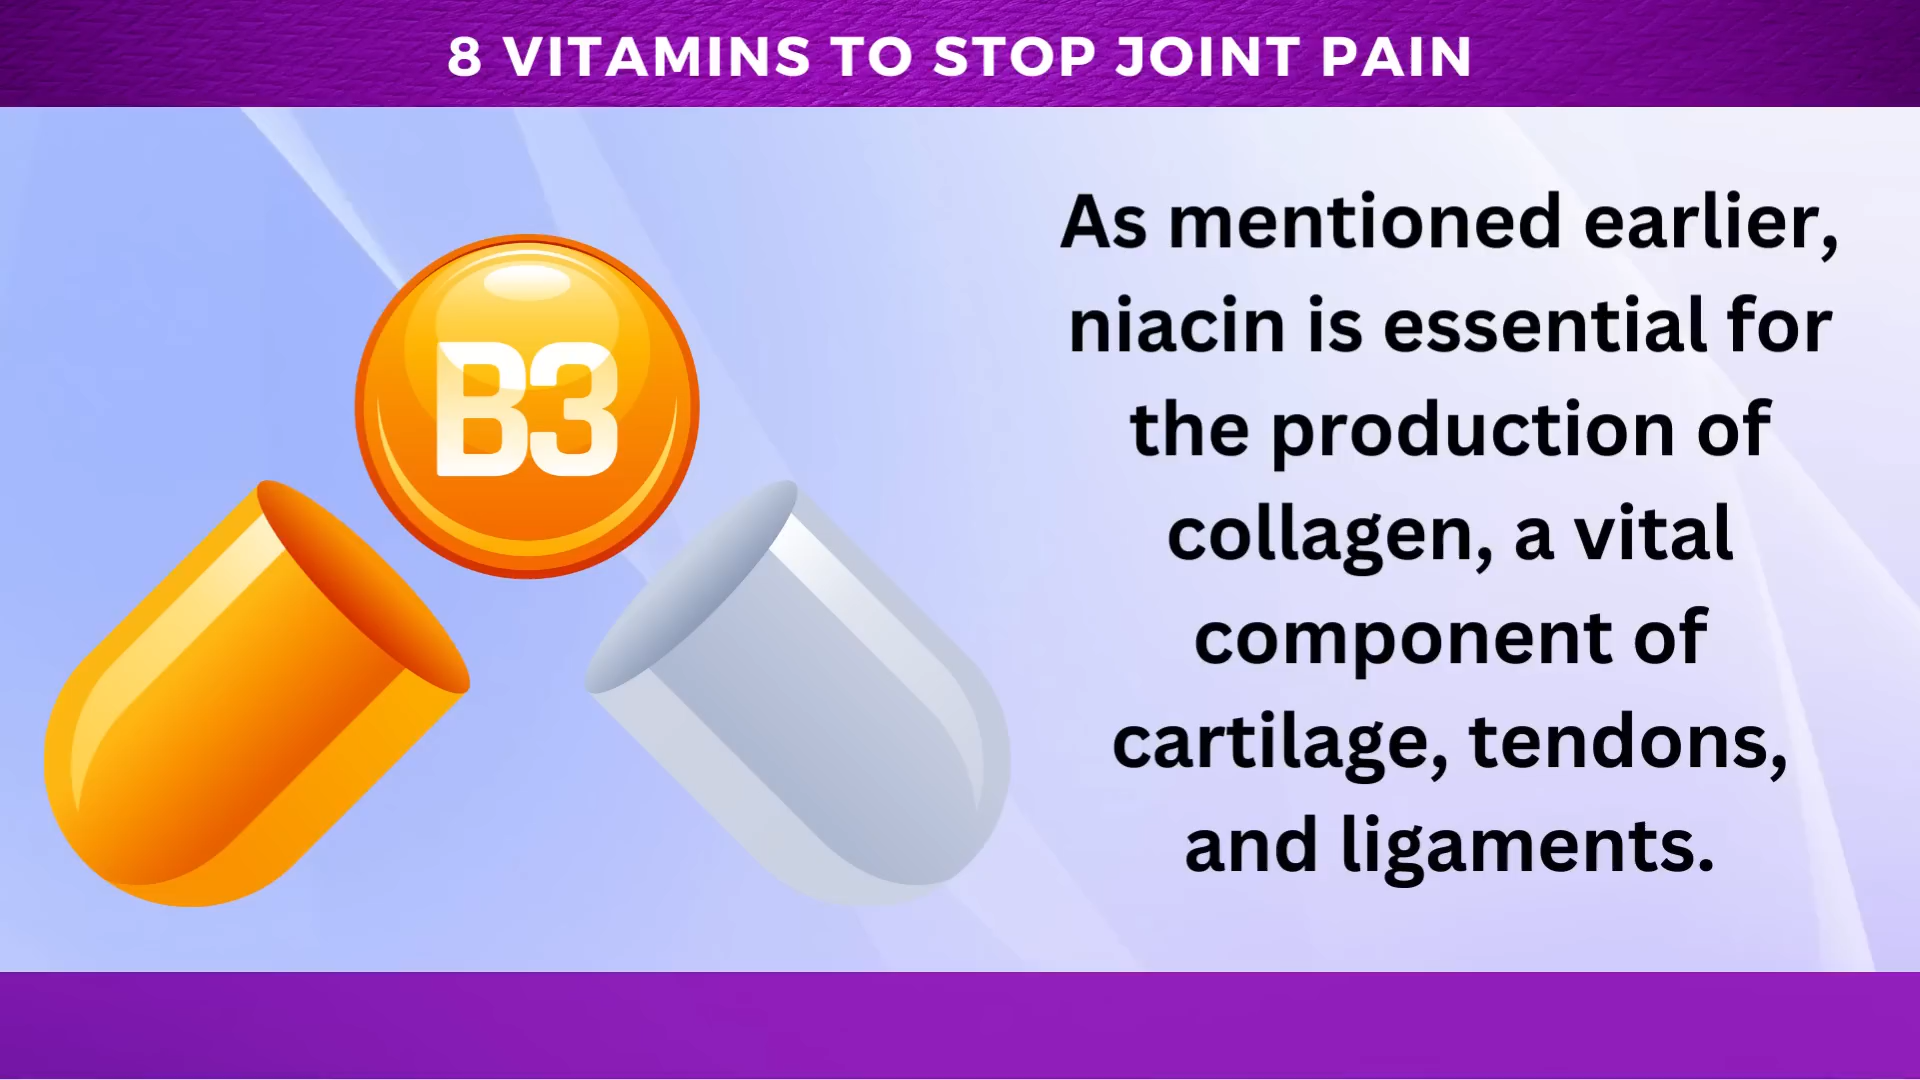 8 VITAMINS TO STOP JOINT PAIN
B3
As mentioned earlier,
niacin is essential for
the production of
collagen, a vital
component of
cartilage, tendons,
and ligaments.